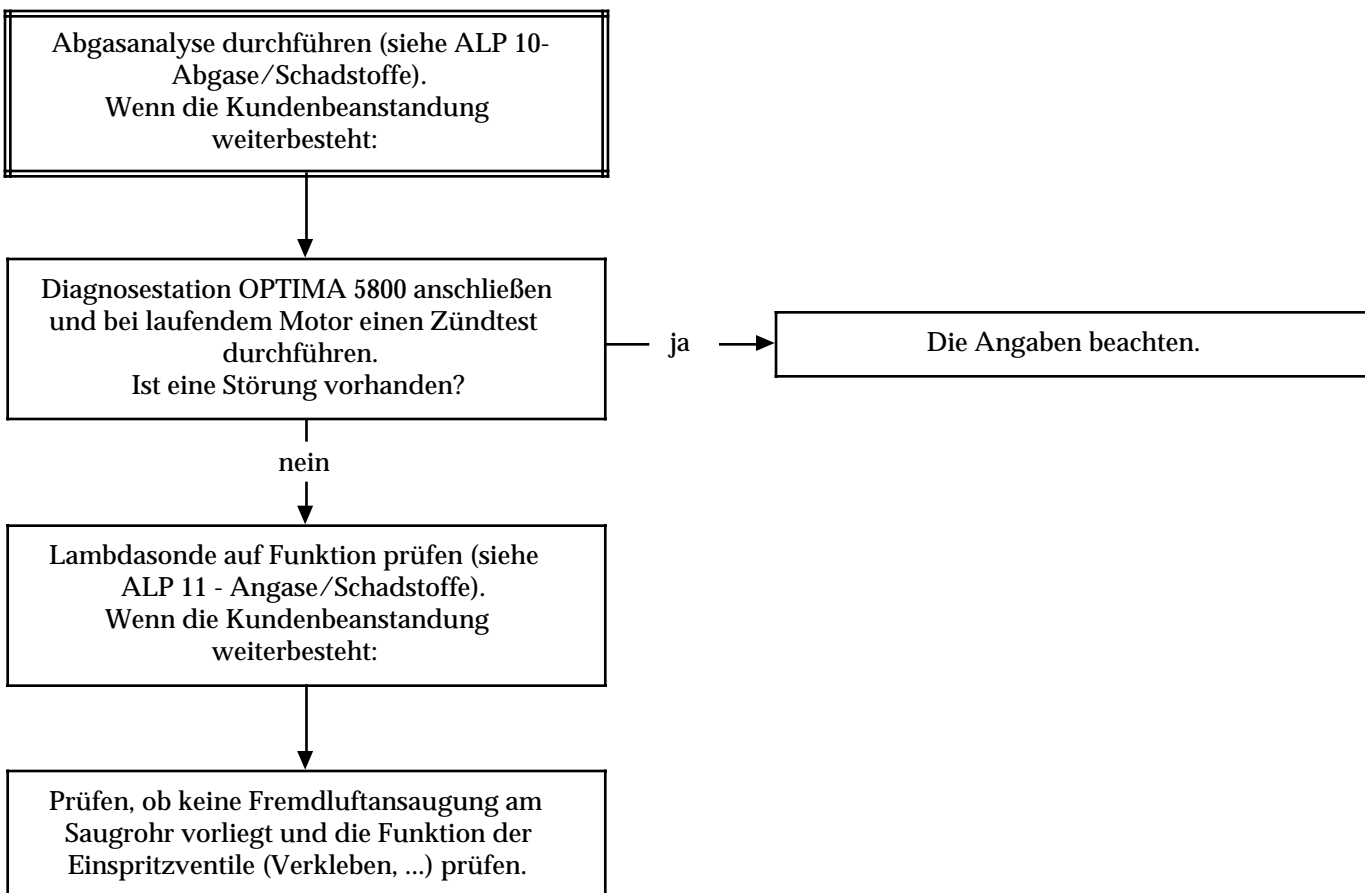 Abgasanalyse durchführen (siehe ALP 10-
Abgase/Schadstoffe).
Wenn die Kundenbeanstandung
weiterbesteht:
Diagnosestation OPTIMA 5800 anschließen
und bei laufendem Motor einen Zündtest
durchführen.
Ist eine Störung vorhanden?
ja
Die Angaben beachten.
nein
Lambdasonde auf Funktion prüfen (siehe
ALP 11 - Angase/Schadstoffe).
Wenn die Kundenbeanstandung
weiterbesteht:
Prüfen, ob keine Fremdluftansaugung am
Saugrohr vorliegt und die Funktion der
Einspritzventile (Verkleben, ...) prüfen.